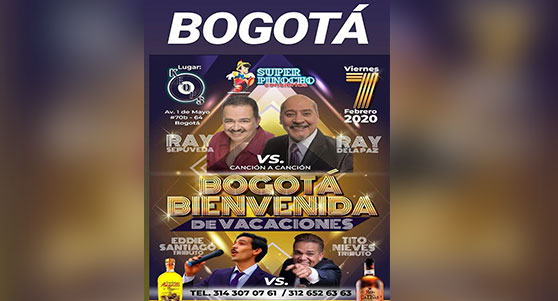 BOGOTÁ
Lugar:
Av. 1 de Mayo
#70b - 64
Bogotá
SUPER
PINOCHO
Viernes
7
Febrero
2020
RAY
SEPÚVEDA
RAY
DE LA PAZ
VS.
CANCIÓN A CANCIÓN
BOGOTÁ
BIENVENIDA
DE VACACIONES
EDDIE
SANTIAGO
TRIBUTO
TITO
NIEVES
TRIBUTO
VS.
TEL. 314 307 07 61 / 312 652 63 63